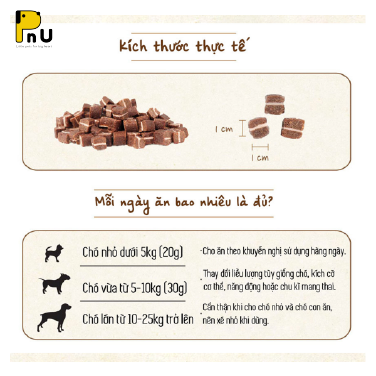 PnU
Kích thước thực tế
1 cm
1 cm
Mỗi ngày ăn bao nhiêu là đủ?
Chó nhỏ dưới 5kg (20g)
Chó vừa từ 5-10kg (30g)
Chó lớn từ 10-25kg trở lên
-Cho ăn theo khuyến nghị sử dụng hàng ngày.
- Thay đổi liều lượng tùy giống chó, kích cỡ
cơ thể, năng động hoặc chu kì mang thai.
- Cẩn thận khi cho chó nhỏ và chó con ăn,
nên xé nhỏ khi dùng.